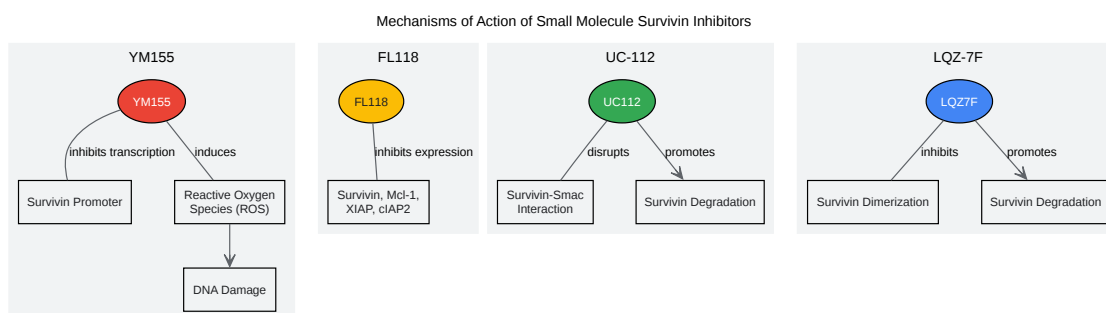 Mechanisms of Action of Small Molecule Survivin Inhibitors
YM155
YM155
inhibits transcription
induces
Survivin Promoter
Reactive Oxygen
Species (ROS)
DNA Damage
FL118
FL118
inhibits expression
Survivin, Mcl-1,
XIAP, cIAP2
UC-112
UC112
disrupts
promotes
Survivin-Smac
Interaction
Survivin Degradation
LQZ-7F
LQZ7F
inhibits
promotes
Survivin Dimerization
Survivin Degradation